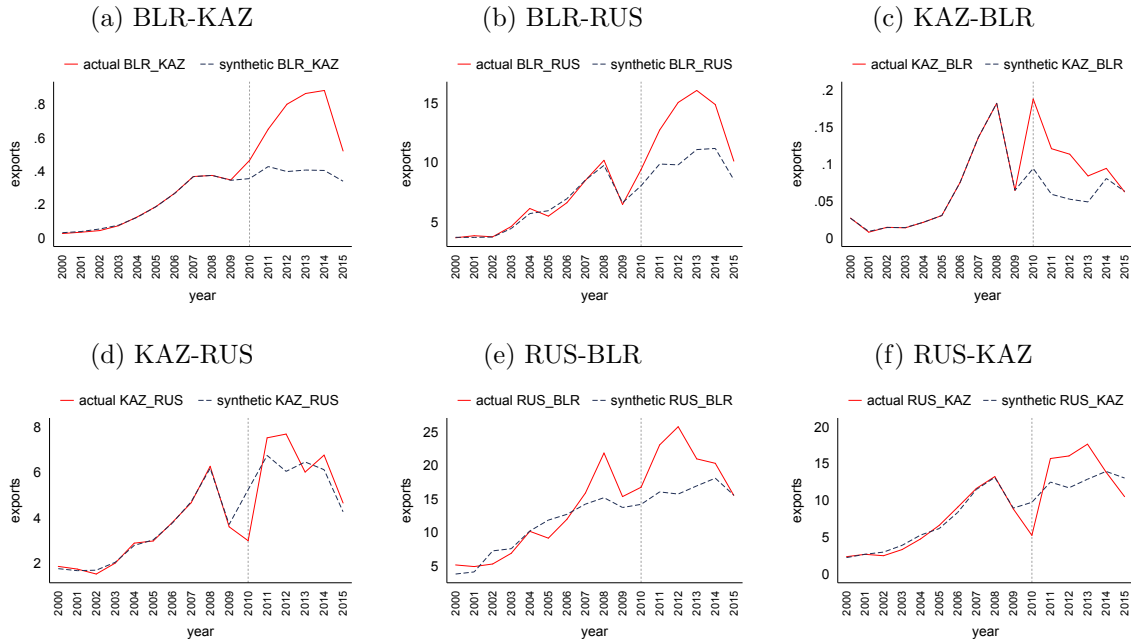 (a) BLR-KAZ
actual BLR_KAZ synthetic BLR_KAZ
exports
.8
.6
.4
.2
0
2000 2001 2002 2003 2004 2005 2006 2007 2008 2009 2010 2011 2012 2013 2014 2015
year
(b) BLR-RUS
actual BLR_RUS synthetic BLR_RUS
exports
15
10
5
2000 2001 2002 2003 2004 2005 2006 2007 2008 2009 2010 2011 2012 2013 2014 2015
year
(c) KAZ-BLR
actual KAZ_BLR synthetic KAZ_BLR
exports
.2
.15
.1
.05
0
2000 2001 2002 2003 2004 2005 2006 2007 2008 2009 2010 2011 2012 2013 2014 2015
year
(d) KAZ-RUS
actual KAZ_RUS synthetic KAZ_RUS
exports
8
6
4
2
2000 2001 2002 2003 2004 2005 2006 2007 2008 2009 2010 2011 2012 2013 2014 2015
year
(e) RUS-BLR
actual RUS_BLR synthetic RUS_BLR
exports
25
20
15
10
5
2000 2001 2002 2003 2004 2005 2006 2007 2008 2009 2010 2011 2012 2013 2014 2015
year
(f) RUS-KAZ
actual RUS_KAZ synthetic RUS_KAZ
exports
20
15
10
5
0
2000 2001 2002 2003 2004 2005 2006 2007 2008 2009 2010 2011 2012 2013 2014 2015
year